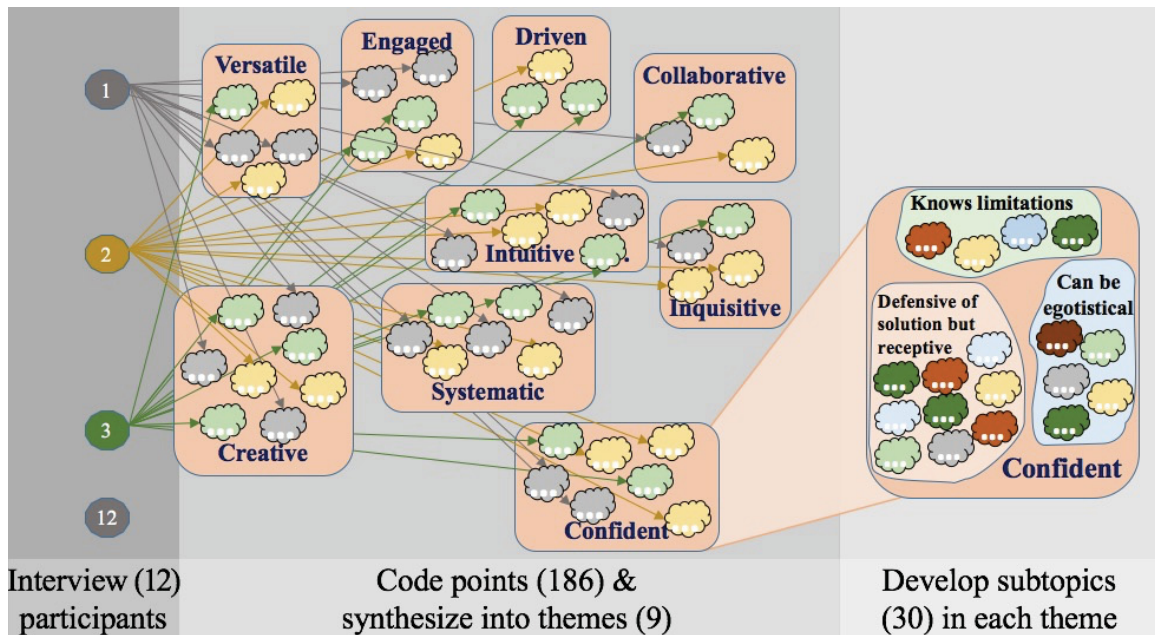 Versatile
Engaged
Driven
Collaborative
1
2
3
12
Intuitive
Inquisitive
Creative
Systematic
Confident
Knows limitations
Defensive of
solution but
receptive
Can be
egotistical
Confident
Interview (12)
participants
Code points (186) &
synthesize into themes (9)
Develop subtopics
(30) in each theme